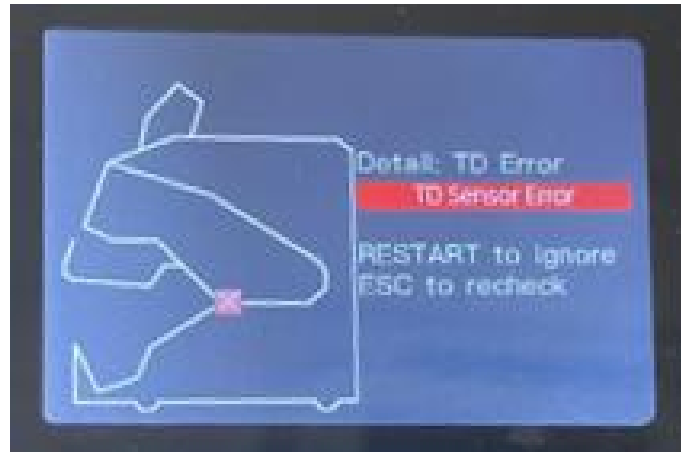 Detail: TD Error
TD Sensor Error
RESTART to ignore
ESC to recheck